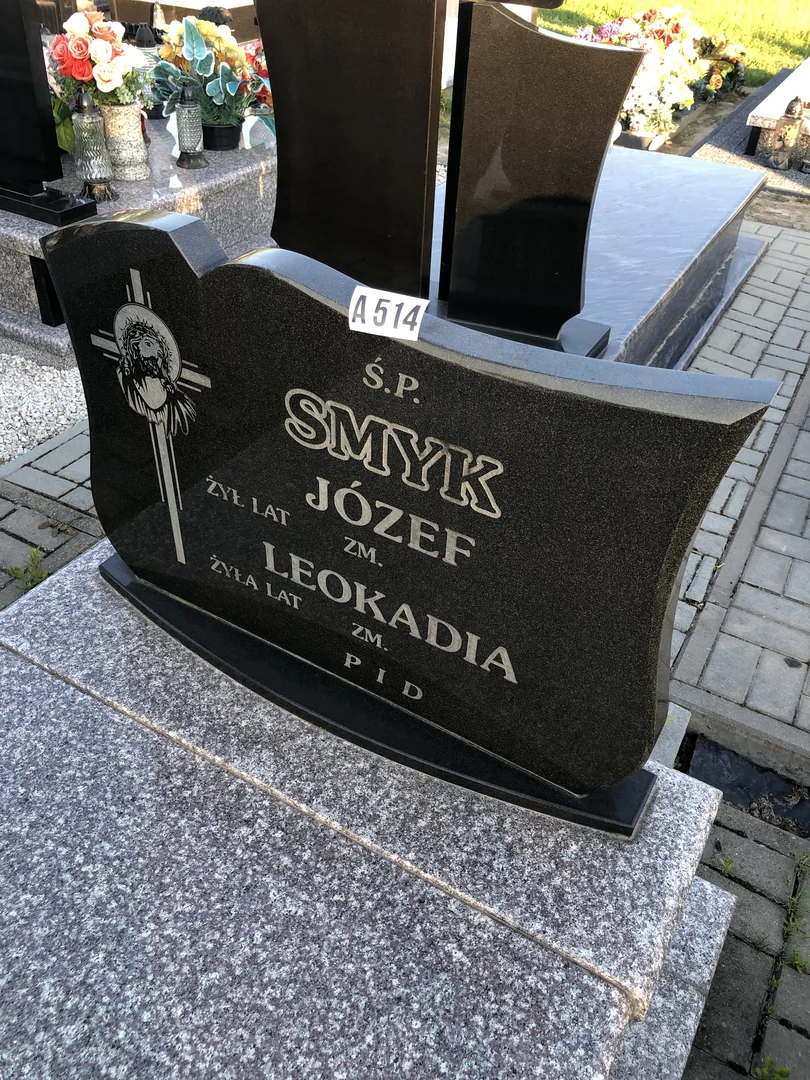 A 514
Ś.P.
SMYK
JÓZEF
ŻYŁ LAT ZM.
LEOKADIA
ŻYŁA LAT ZM.
P I D